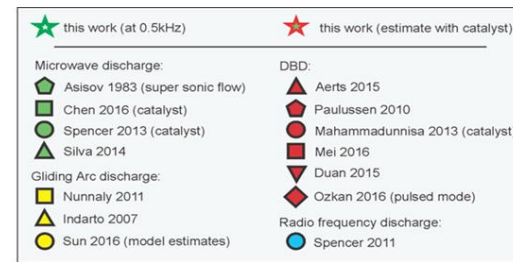 this work (at 0.5kHz)
this work (estimate with catalyst)
Microwave discharge:
Asisov 1983 (super sonic flow)
Chen 2016 (catalyst)
Spencer 2013 (catalyst)
Silva 2014
Gliding Arc discharge:
Nunnaly 2011
Indarto 2007
Sun 2016 (model estimates)
DBD:
Aerts 2015
Paulussen 2010
Mahammadunnisa 2013 (catalyst
Mei 2016
Duan 2015
Ozkan 2016 (pulsed mode)
Radio frequency discharge:
Spencer 2011